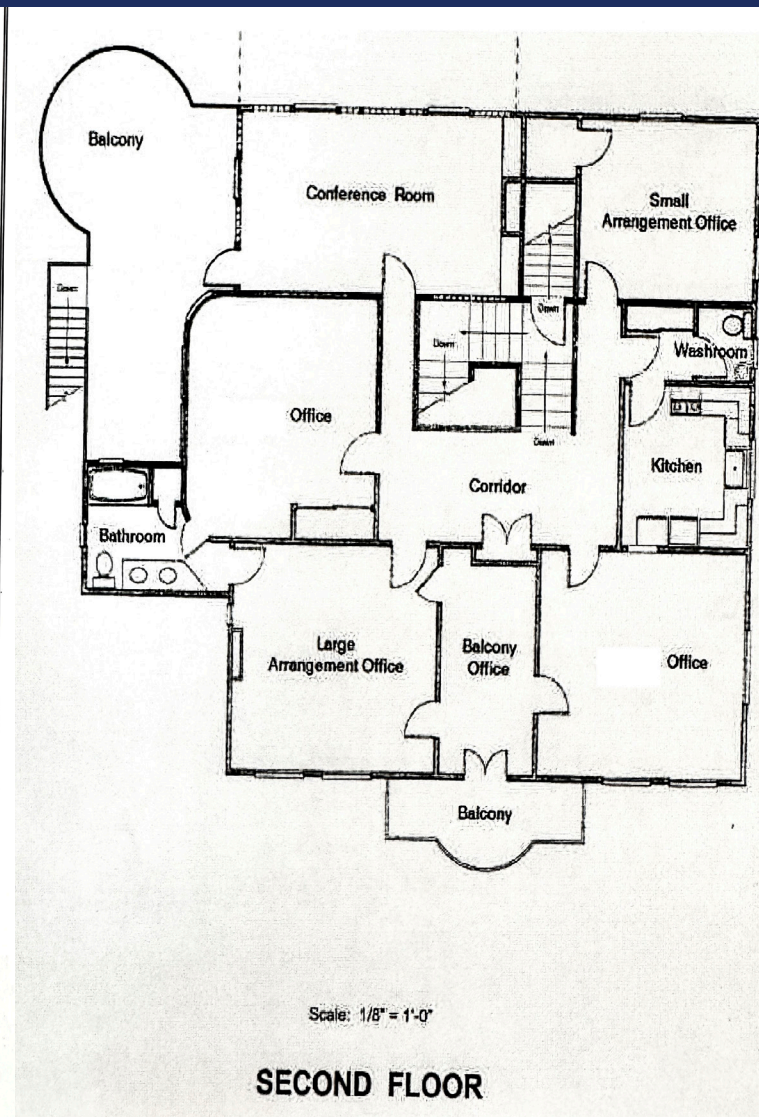 Balcony
Conference Room
Small
Arrangement Office
Down
Down
Down
Washroom
Office
Down
Kitchen
Corridor
Bathroom
Large
Arrangement Office
Balcony
Office
Office
Balcony
Scale: 1/8" = 1'-0"
SECOND FLOOR